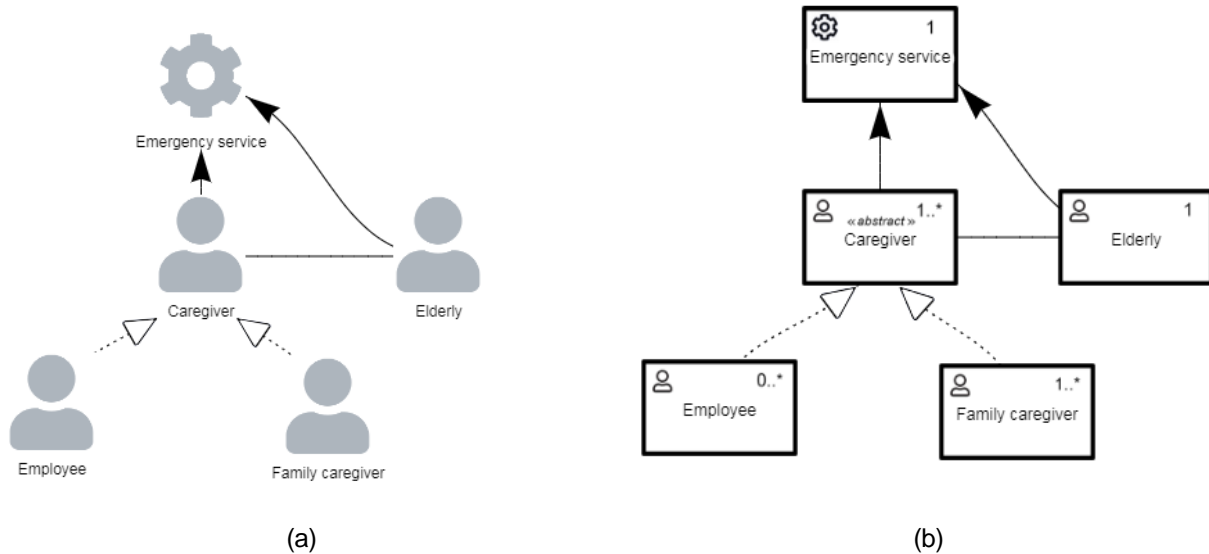 Emergency service
Caregiver
Elderly
Employee
Family caregiver
(a)
1
Emergency service
«abstract» 1..*
Caregiver
1
Elderly
0..*
Employee
1..*
Family caregiver
(b)